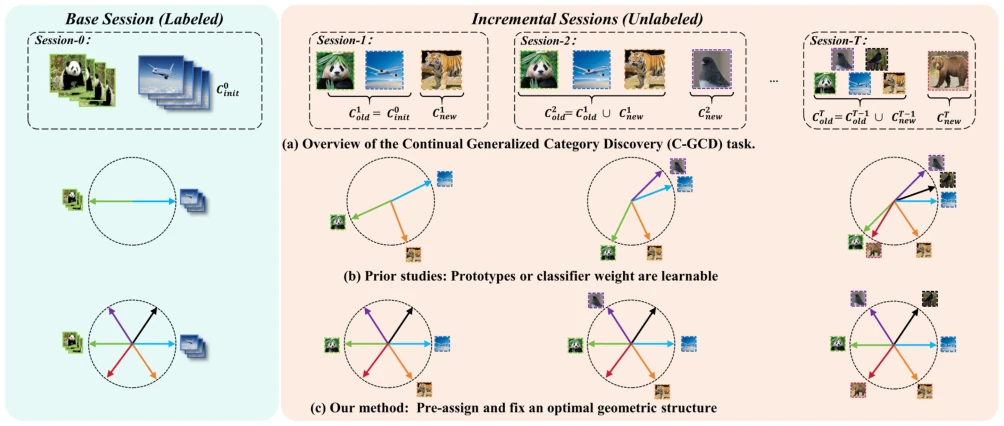 Base Session (Labeled)
Incremental Sessions (Unlabeled)
Session-0:
Session-1:
Session-2:
Session-T:
C^0_init
C^1_old = C^0_init
C^1_new
C^2_old = C^1_old ∪ C^1_new
C^2_new
...
C^T_old = C^{T-1}_old ∪ C^{T-1}_new
C^T_new
(a) Overview of the Continual Generalized Category Discovery (C-GCD) task.
(b) Prior studies: Prototypes or classifier weight are learnable
(c) Our method: Pre-assign and fix an optimal geometric structure